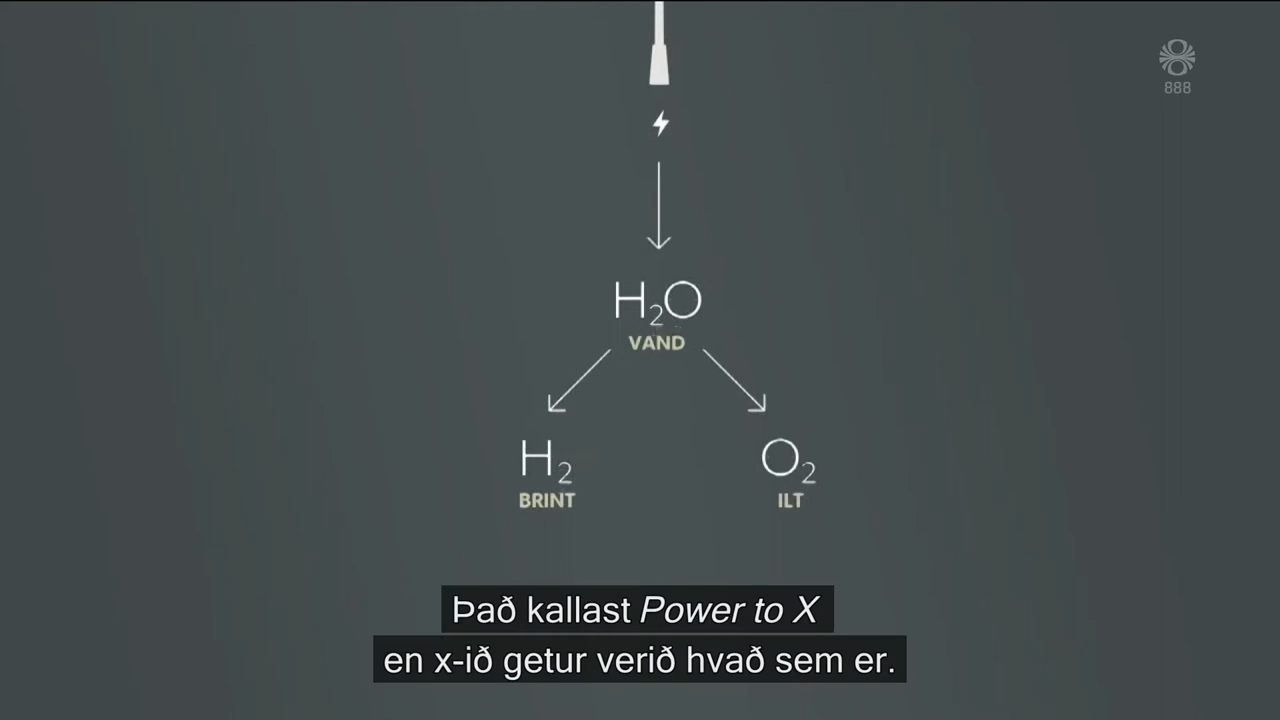 888
H₂O
VAND
H₂ O₂
BRINT ILT
Það kallast Power to X
en x-ið getur verið hvað sem er.